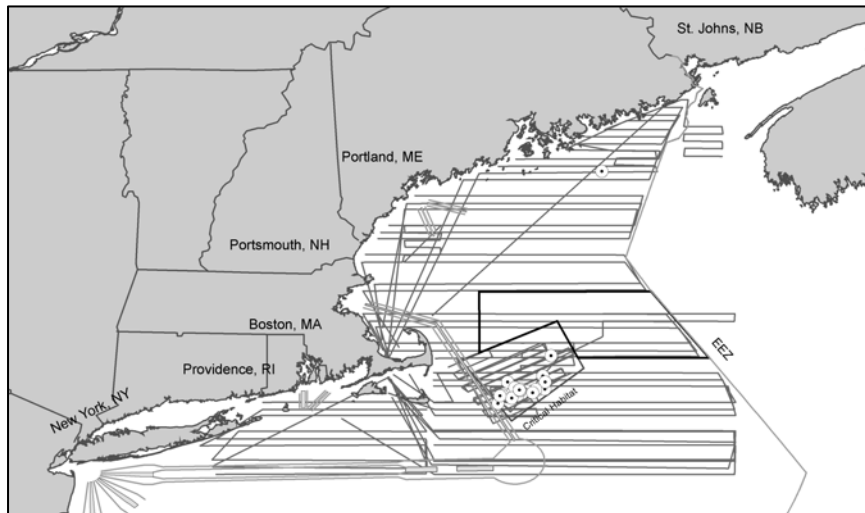 St. Johns, NB
Portland, ME
Portsmouth, NH
Boston, MA
EEZ
Providence, RI
New York, NY
Critical Habitat